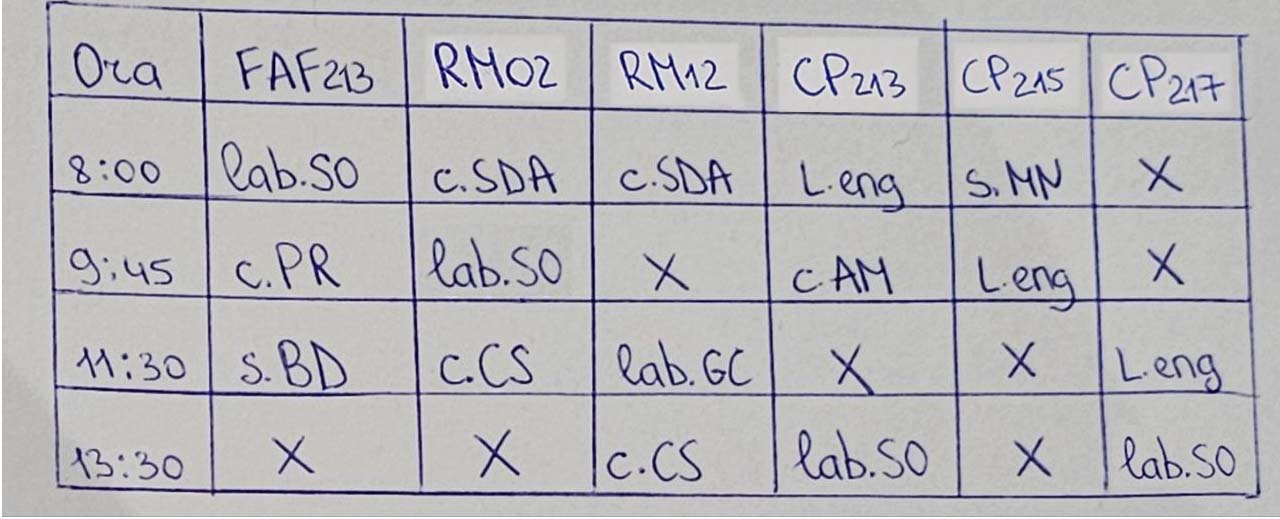 Ora FAF213 RM02 RM12 CP213 CP215 CP217
8:00 lab.SO c.SDA c.SDA L.eng s.MN X
9:45 c.PR lab.SO X c.AM L.eng X
11:30 s.BD c.CS lab.GC X X L.eng
13:30 X X c.CS lab.SO X lab.SO